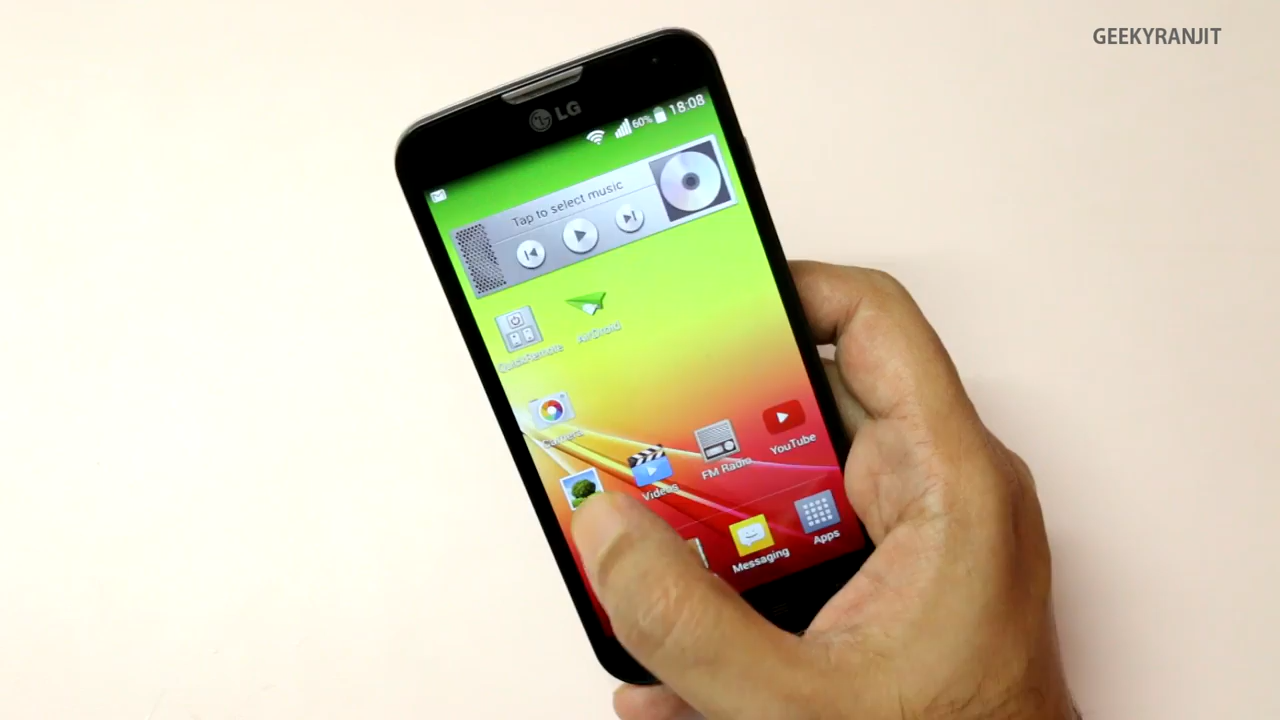 GEEKYRANJIT
LG
60% 18:08
Tap to select music
QuickRemote
AirDroid
Camera
Videos
FM Radio
YouTube
Messaging
Apps